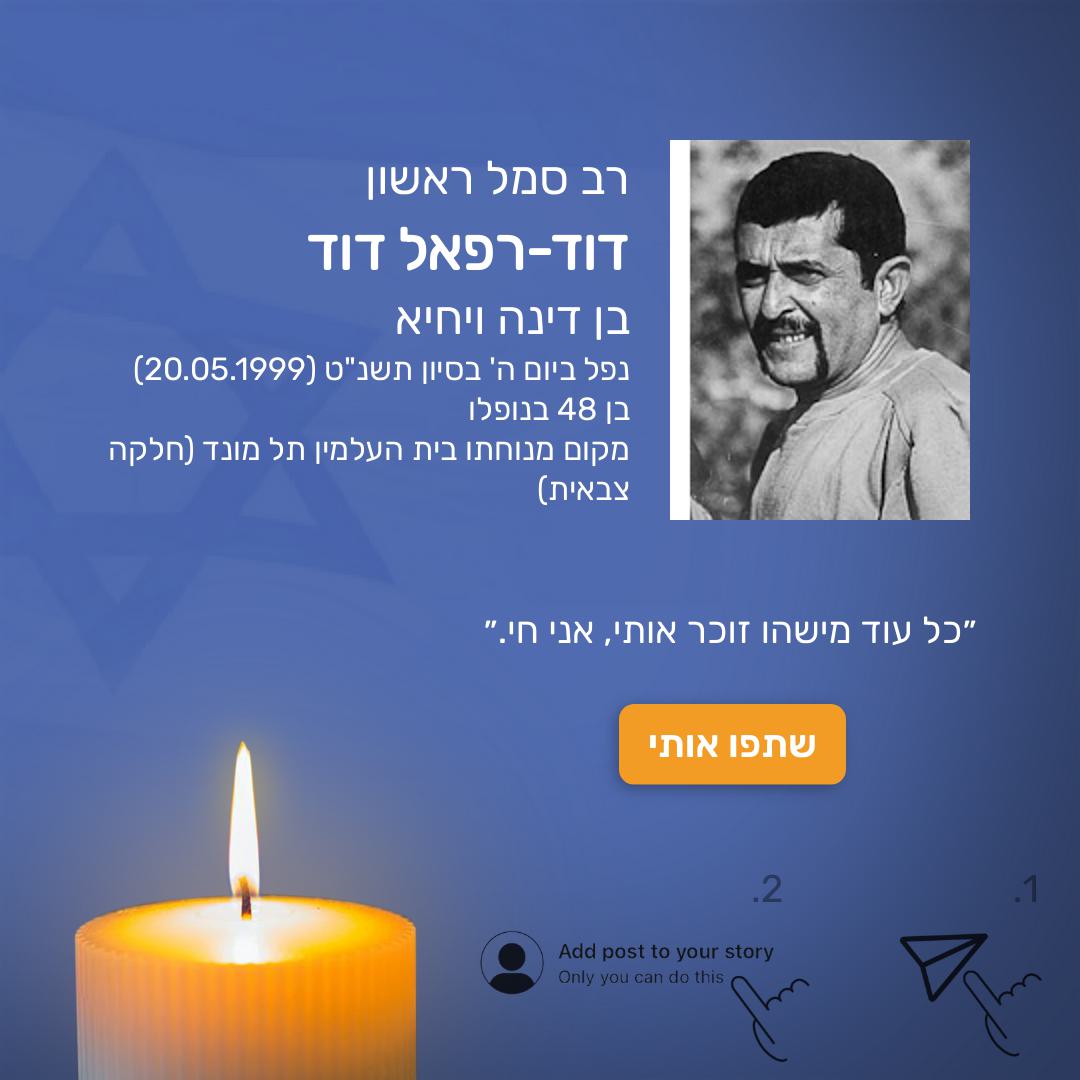 רב סמל ראשון
דוד-רפאל דוד
בן דינה ויחיא
נפל ביום ה' בסיון תשנ"ט (20.05.1999)
בן 48 בנופלו
מקום מנוחתו בית העלמין תל מונד (חלקה
צבאית)
״כל עוד מישהו זוכר אותי, אני חי.״
שתפו אותי
1.
2.
Add post to your story
Only you can do this